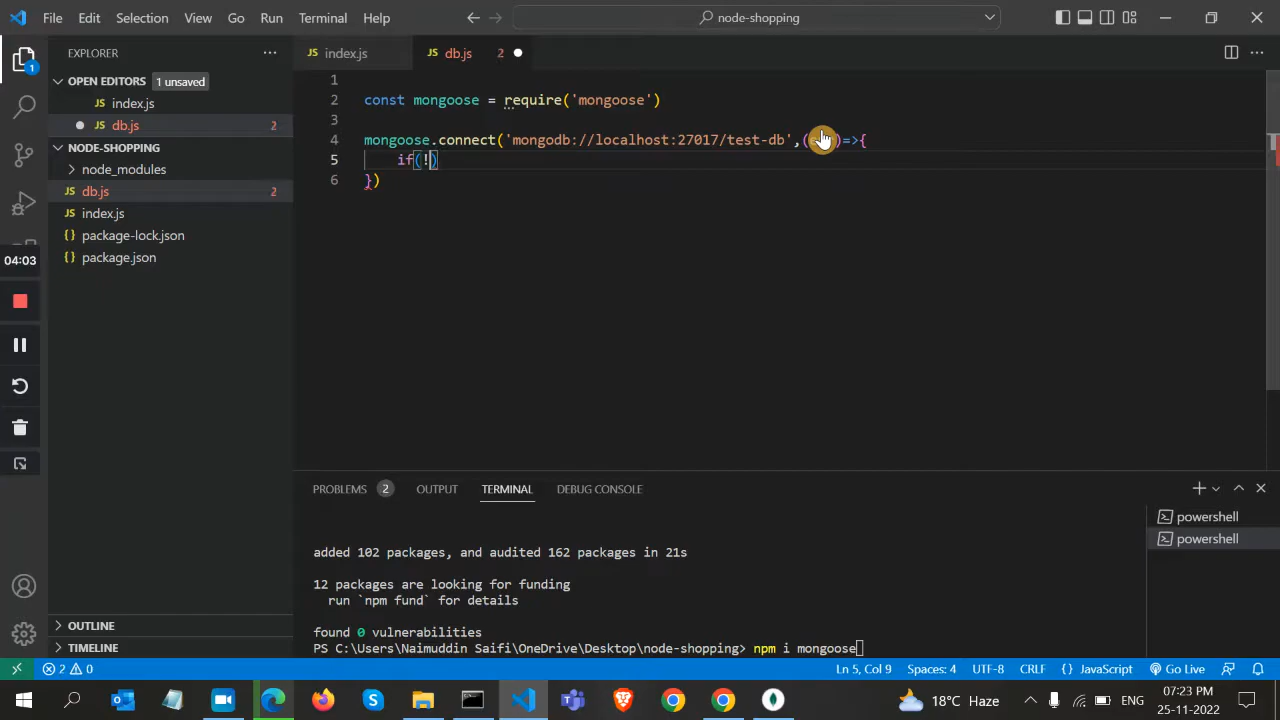 File Edit Selection View Go Run Terminal Help
node-shopping
EXPLORER
index.js
db.js 2
OPEN EDITORS 1 unsaved
index.js
db.js 2
NODE-SHOPPING
node_modules
db.js 2
index.js
package-lock.json
package.json
1
04:03
1
2 const mongoose = require('mongoose')
3
4 mongoose.connect('mongodb://localhost:27017/test-db',( )=>{
5 if(!)
6 })
PROBLEMS 2 OUTPUT TERMINAL DEBUG CONSOLE
added 102 packages, and audited 162 packages in 21s
12 packages are looking for funding
run `npm fund` for details
found 0 vulnerabilities
PS C:\Users\Naimuddin Saifi\OneDrive\Desktop\node-shopping> npm i mongoose
powershell
powershell
OUTLINE
TIMELINE
2 0
Ln 5, Col 9 Spaces: 4 UTF-8 CRLF {} JavaScript Go Live
18°C Haze
ENG
25-11-2022